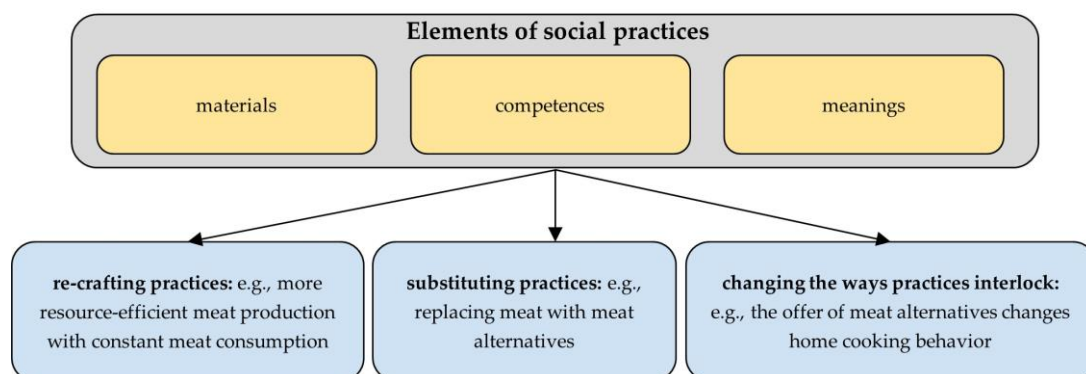 Elements of social practices
materials
competences
meanings
re-crafting practices: e.g., more
resource-efficient meat production
with constant meat consumption
substituting practices: e.g.,
replacing meat with meat
alternatives
changing the ways practices interlock:
e.g., the offer of meat alternatives changes
home cooking behavior